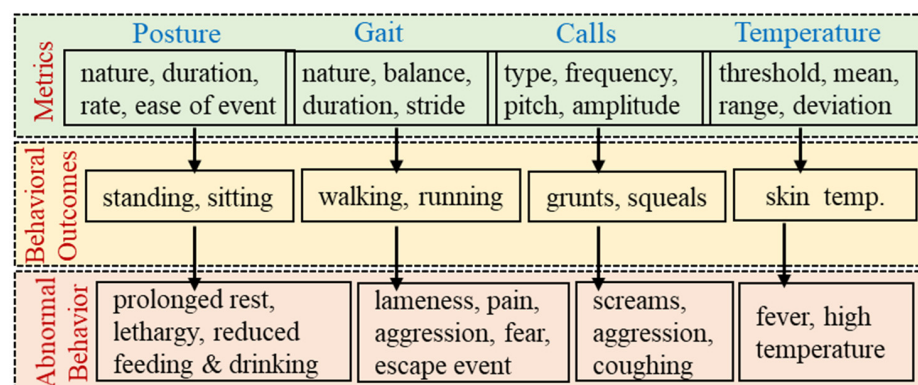 Posture
Gait
Calls
Temperature
Metrics
nature, duration,
rate, ease of event
nature, balance,
duration, stride
type, frequency,
pitch, amplitude
threshold, mean,
range, deviation
Behavioral
Outcomes
standing, sitting
walking, running
grunts, squeals
skin temp.
Abnormal
Behavior
prolonged rest,
lethargy, reduced
feeding & drinking
lameness, pain,
aggression, fear,
escape event
screams,
aggression,
coughing
fever, high
temperature